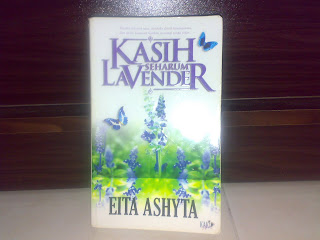 KASIH
SEHARUM
LAVENDER
EITA ASHYTA